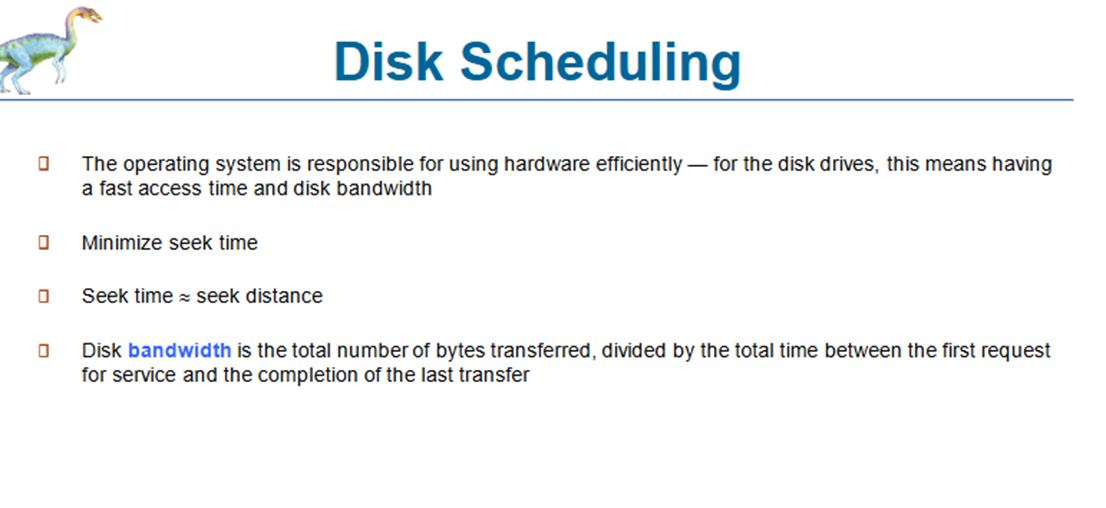 Disk Scheduling
The operating system is responsible for using hardware efficiently — for the disk drives, this means having
a fast access time and disk bandwidth
Minimize seek time
Seek time ≈ seek distance
Disk bandwidth is the total number of bytes transferred, divided by the total time between the first request
for service and the completion of the last transfer